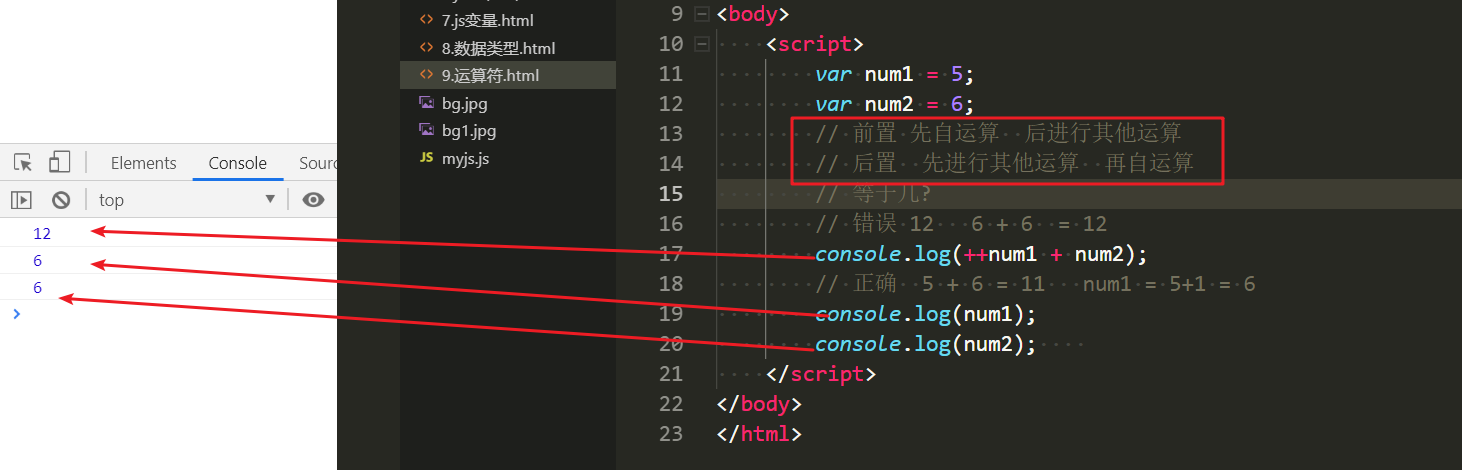 7.js变量.html
8.数据类型.html
9.运算符.html
bg.jpg
bg1.jpg
JS myjs.js
Elements Console Sourc
top
12
6
6
9 <body>
10 <script>
11 var num1 = 5;
12 var num2 = 6;
13 // 前置 先自运算  后进行其他运算
14 // 后置  先进行其他运算  再自运算
15 // 等于几?
16 // 错误 12   6 + 6  = 12
17 console.log(++num1 + num2);
18 // 正确  5 + 6 = 11   num1 = 5+1 = 6
19 console.log(num1);
20 console.log(num2);
21 </script>
22 </body>
23 </html>